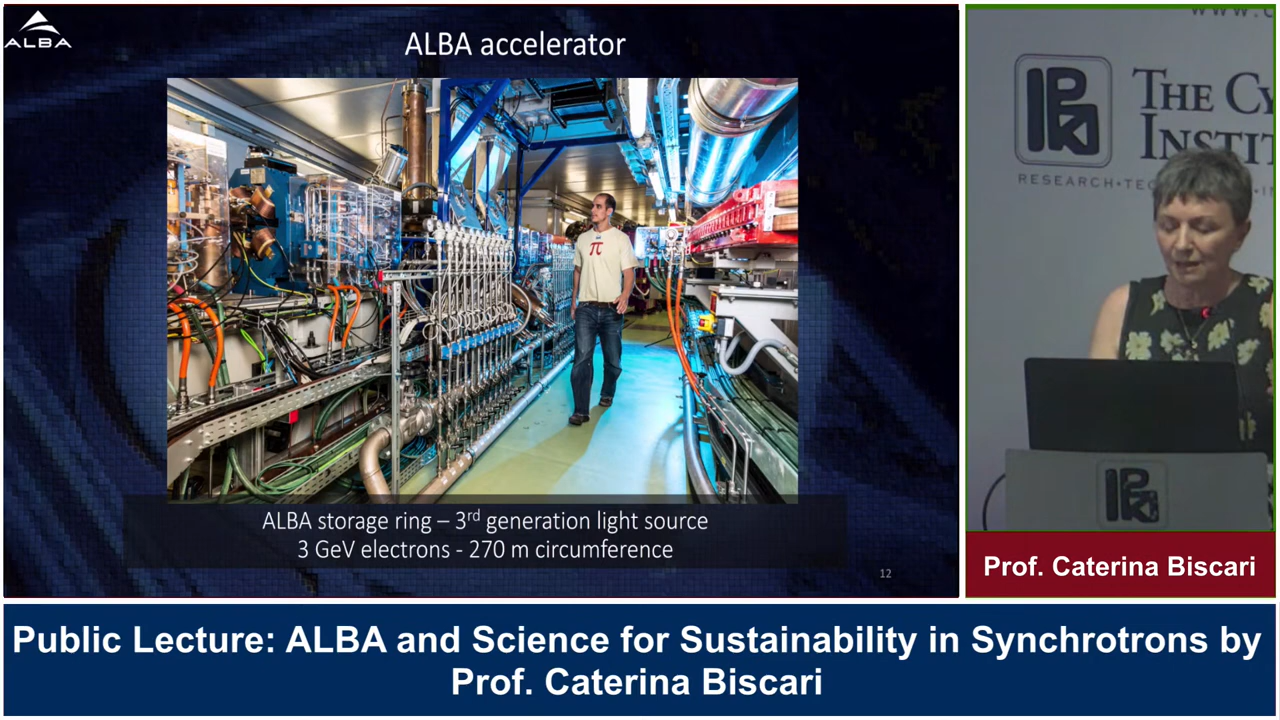 ALBA
ALBA accelerator
π
ALBA storage ring – 3rd generation light source
3 GeV electrons - 270 m circumference
12
THE CY
INSTIT
RESEARCH•TEC
Prof. Caterina Biscari
Public Lecture: ALBA and Science for Sustainability in Synchrotrons by
Prof. Caterina Biscari